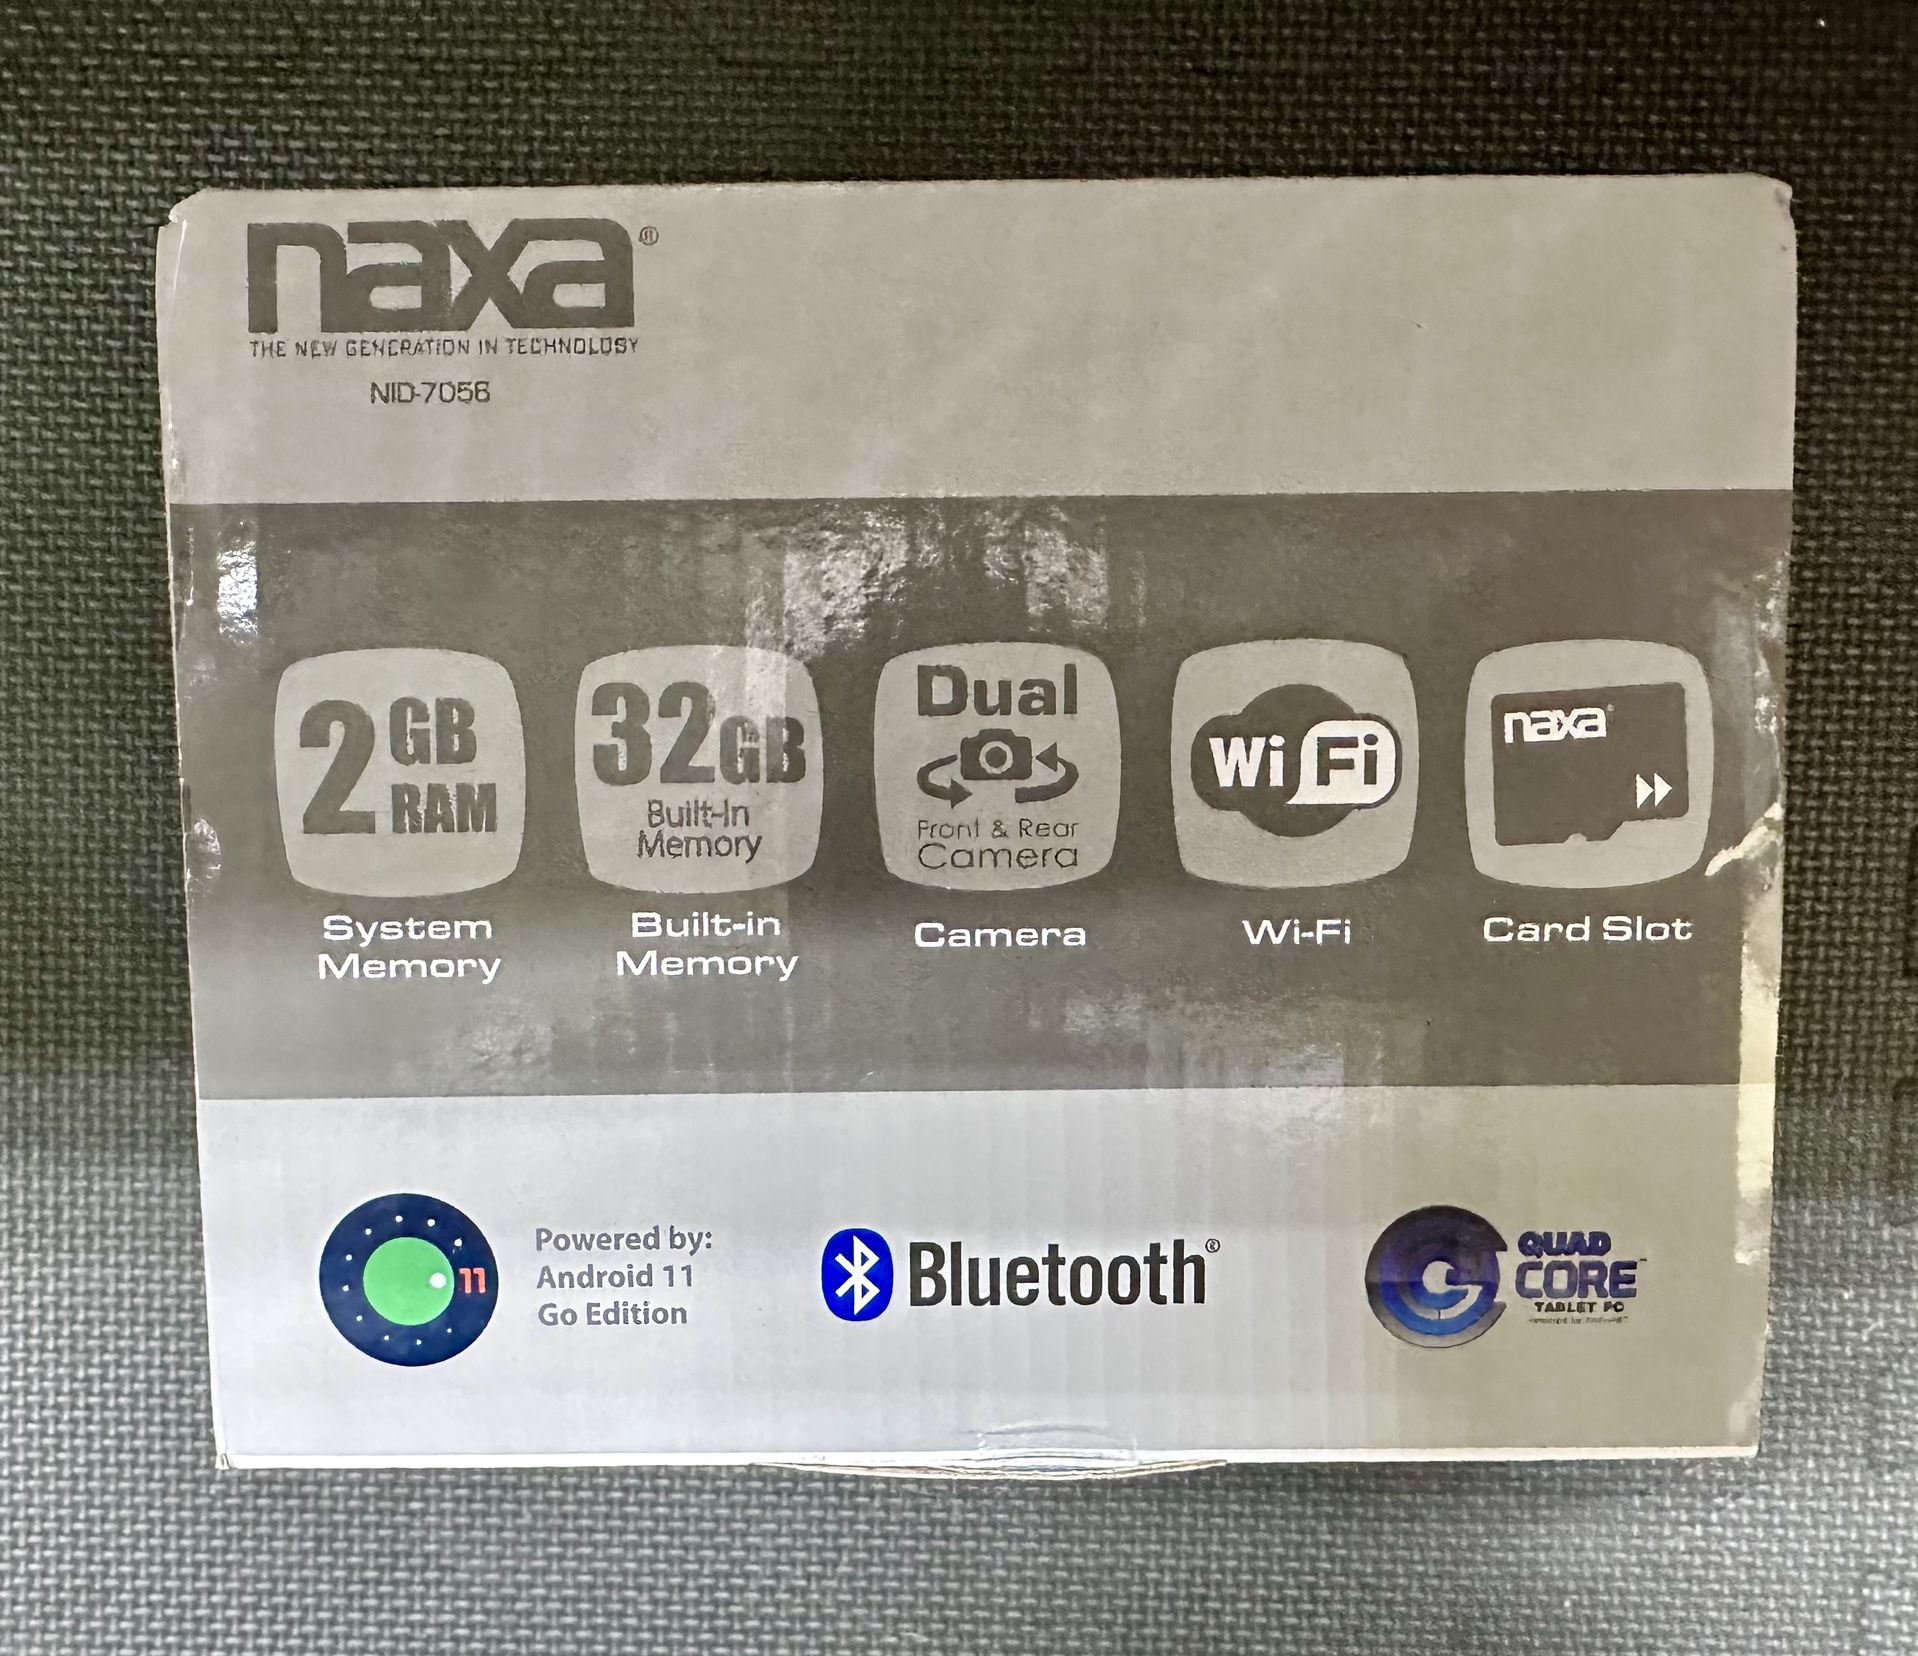 naxa®
THE NEW GENERATION IN TECHNOLOGY
NID-7056
2 GB
RAM
32GB
Built-In
Memory
Dual
Front & Rear
Camera
Wi Fi
naxa®
System
Memory
Built-in
Memory
Camera
Wi-Fi
Card Slot
11
Powered by:
Android 11
Go Edition
Bluetooth®
QUAD
CORE™
TABLET PC